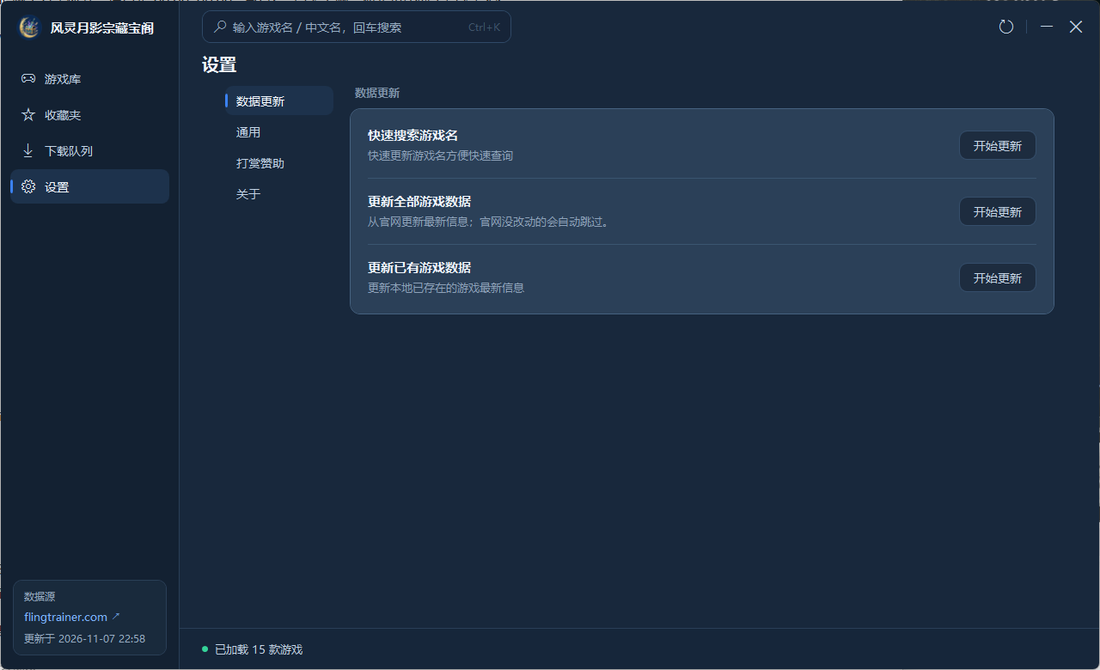 风灵月影宗藏宝阁
输入游戏名 / 中文名，回车搜索 Ctrl+K
游戏库
收藏夹
下载队列
设置
设置
数据更新
通用
打赏赞助
关于
数据更新
快速搜索游戏名
快速更新游戏名方便快速查询
开始更新
更新全部游戏数据
从官网更新最新信息；官网没改动的会自动跳过。
开始更新
更新已有游戏数据
更新本地已存在的游戏最新信息
开始更新
数据源
flingtrainer.com ↗
更新于 2026-11-07 22:58
已加载 15 款游戏